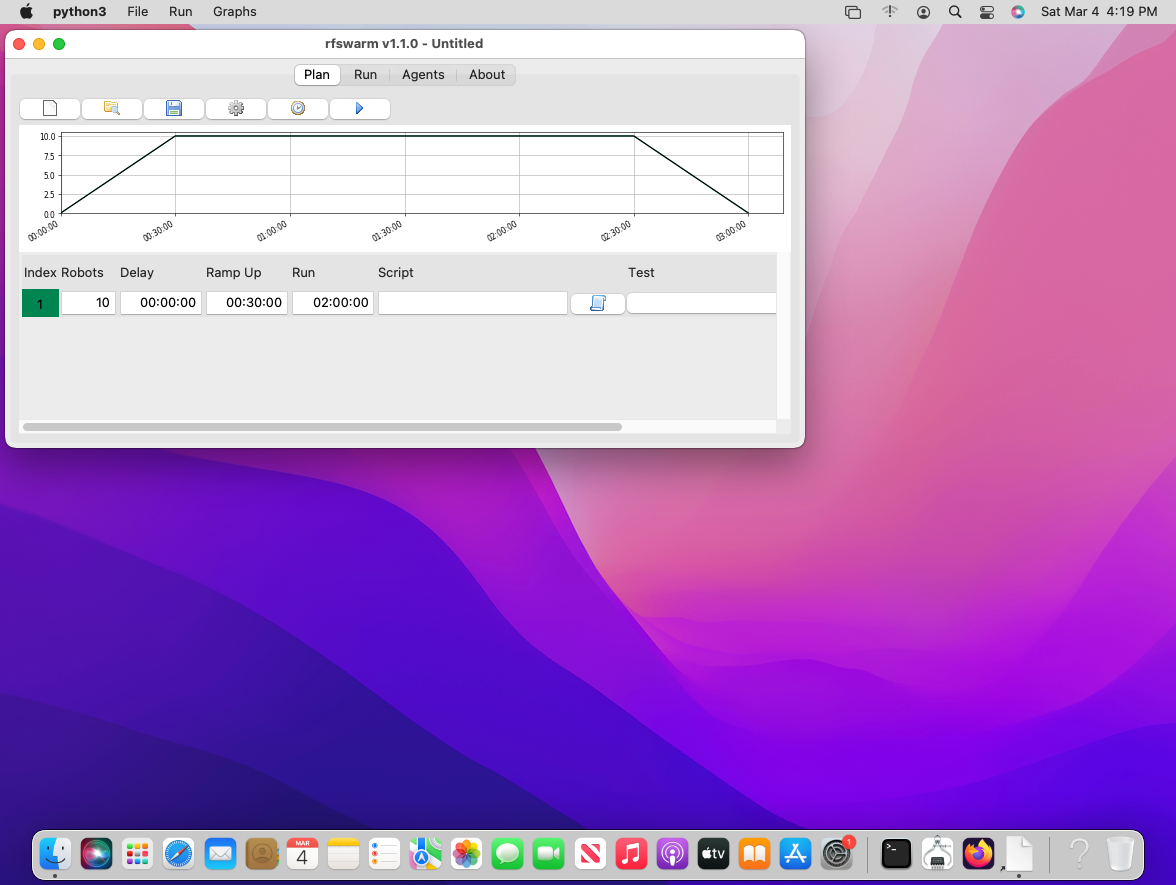 python3 File Run Graphs Sat Mar 4 4:19 PM
rfswarm v1.1.0 - Untitled
Plan Run Agents About
10.0
7.5
5.0
2.5
0.0
00:00:00 00:30:00 01:00:00 01:30:00 02:00:00 02:30:00 03:00:00
Index Robots Delay Ramp Up Run Script Test
1 10 00:00:00 00:30:00 02:00:00
MAR
4
tv
1